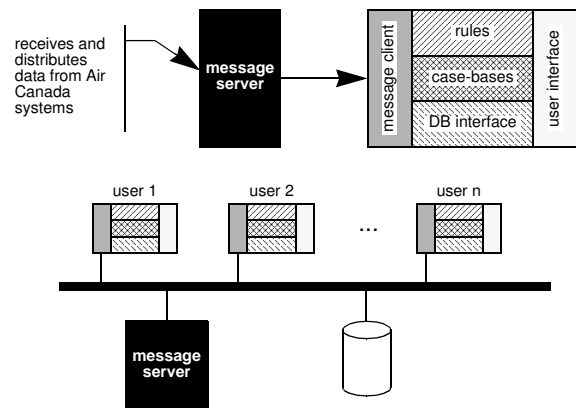 receives and
distributes
data from Air
Canada
systems
message
server
message client
rules
case-bases
DB interface
user interface
user 1
user 2
...
user n
message
server